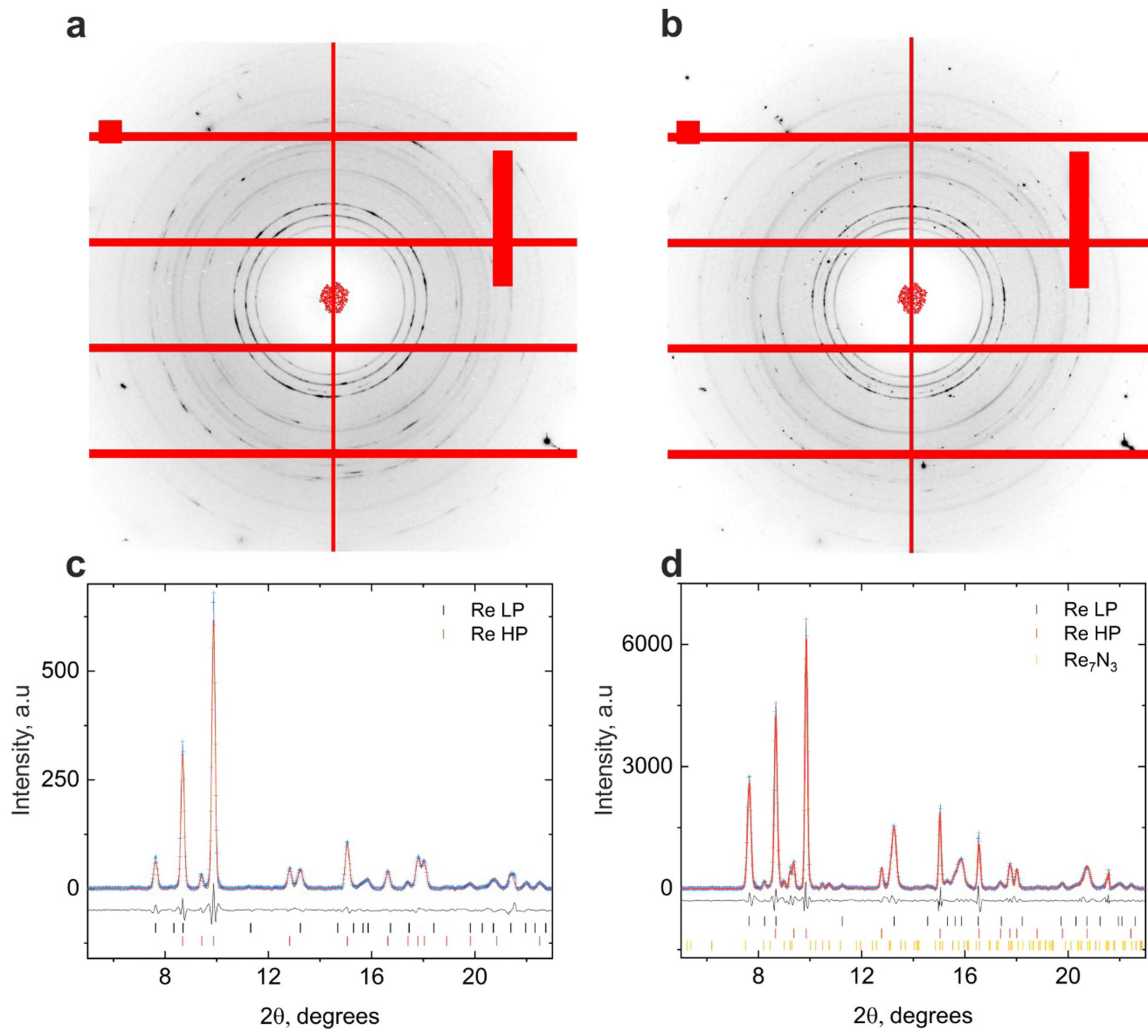 a
b
c
d
Re LP
Re HP
500
250
0
Intensity, a.u
8
12
16
20
2θ, degrees
Re LP
Re HP
Re₇N₃
6000
3000
0
Intensity, a.u
8
12
16
20
2θ, degrees